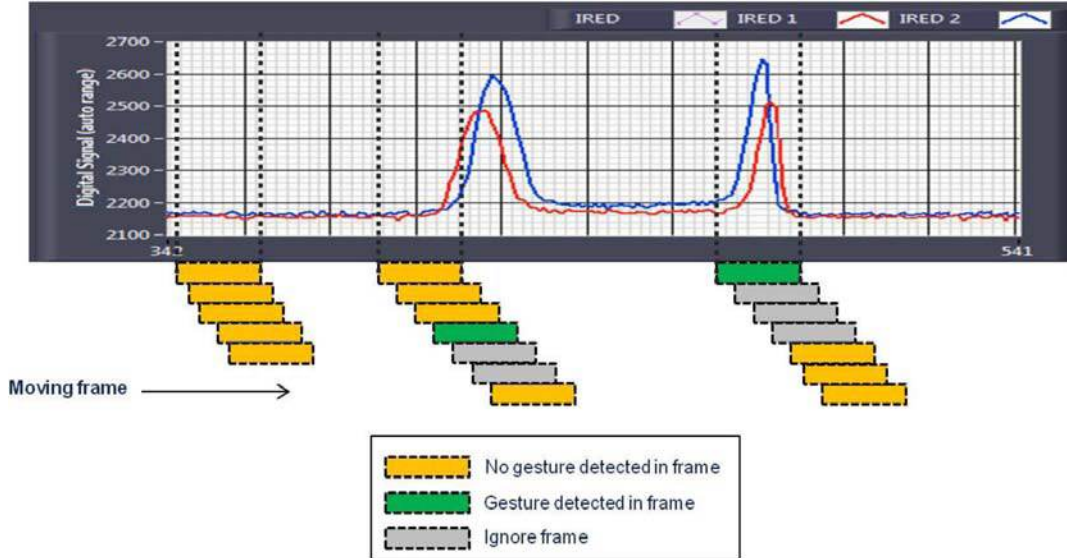 IRED IRED 1 IRED 2
Digital Signal (auto range)
2700
2600
2500
2400
2300
2200
2100
342 541
Moving frame
No gesture detected in frame
Gesture detected in frame
Ignore frame